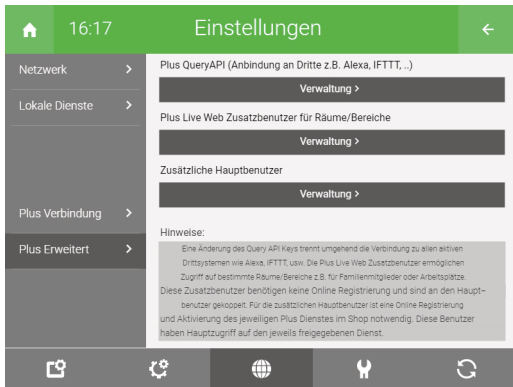 16:17
Einstellungen
Netzwerk
Lokale Dienste
Plus Verbindung
Plus Erweitert
Plus QueryAPI (Anbindung an Dritte z.B. Alexa, IFTTT, ..)
Verwaltung >
Plus Live Web Zusatzbenutzer für Räume/Bereiche
Verwaltung >
Zusätzliche Hauptbenutzer
Verwaltung >
Hinweise:
Eine Änderung des Query API Keys trennt umgehend die Verbindung zu allen aktiven
Drittsystemen wie Alexa, IFTTT, usw. Die Plus Live Web Zusatzbenutzer ermöglichen
Zugriff auf bestimmte Räume/Bereiche z.B. für Familienmitglieder oder Arbeitsplätze.
Diese Zusatzbenutzer benötigen keine Online Registrierung und sind an den Haupt-
benutzer gekoppelt. Für die zusätzlichen Hauptbenutzer ist eine Online Registrierung
und Aktivierung des jeweiligen Plus Dienstes im Shop notwendig. Diese Benutzer
haben Hauptzugriff auf den jeweils freigegebenen Dienst.